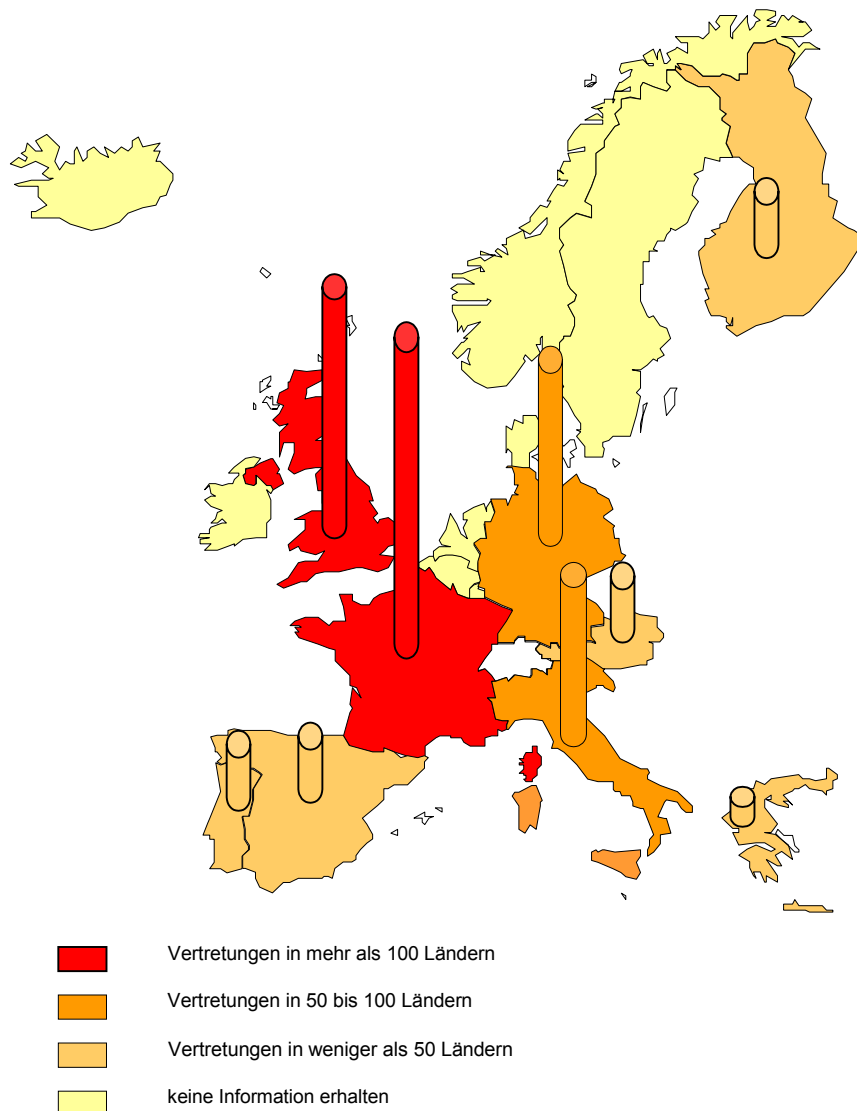 Vertretungen in mehr als 100 Ländern
Vertretungen in 50 bis 100 Ländern
Vertretungen in weniger als 50 Ländern
keine Information erhalten